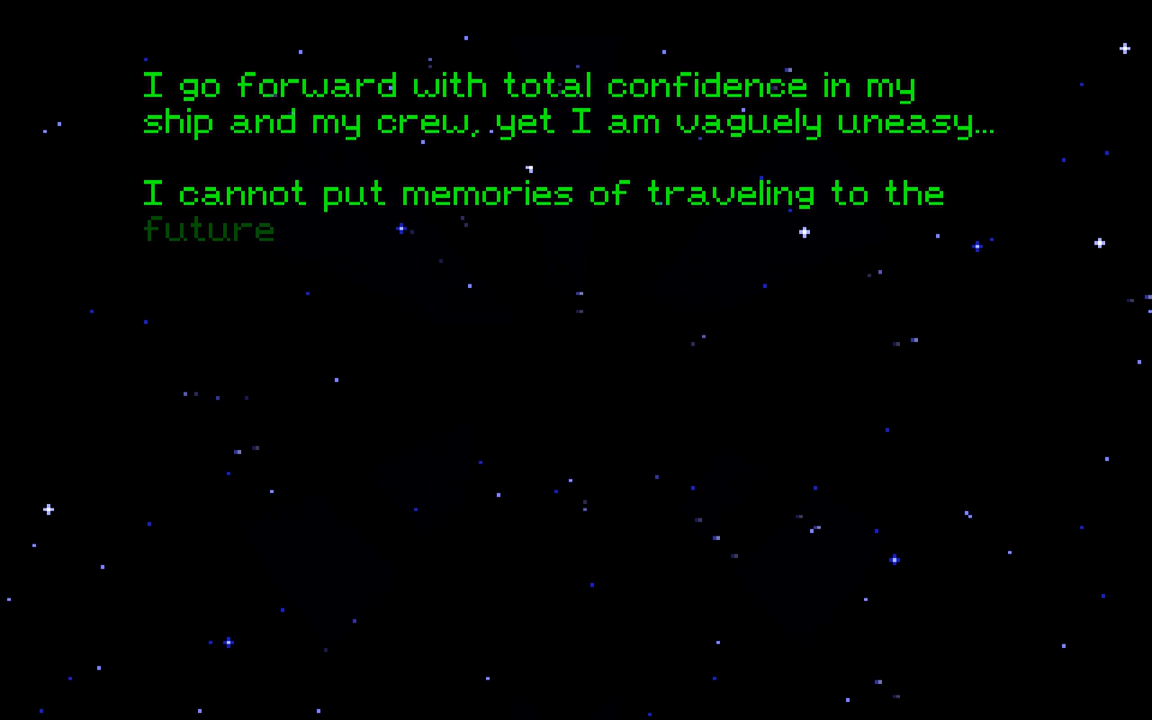 I go forward with total confidence in my
ship and my crew, yet I am vaguely uneasy...
I cannot put memories of traveling to the
future